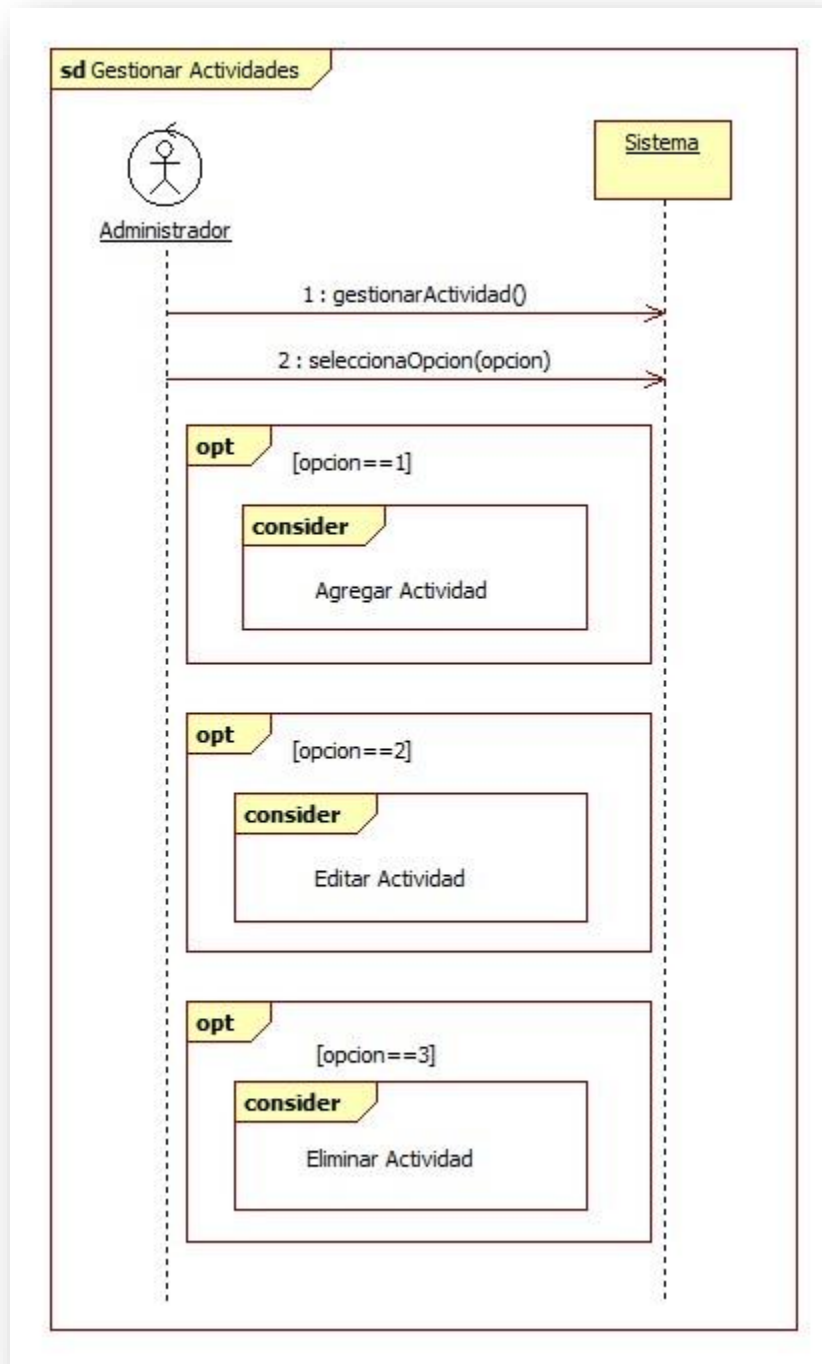 sd Gestionar Actividades
Sistema
Administrador
1 : gestionarActividad()
2 : seleccionaOpcion(opcion)
opt
[opcion==1]
consider
Agregar Actividad
opt
[opcion==2]
consider
Editar Actividad
opt
[opcion==3]
consider
Eliminar Actividad